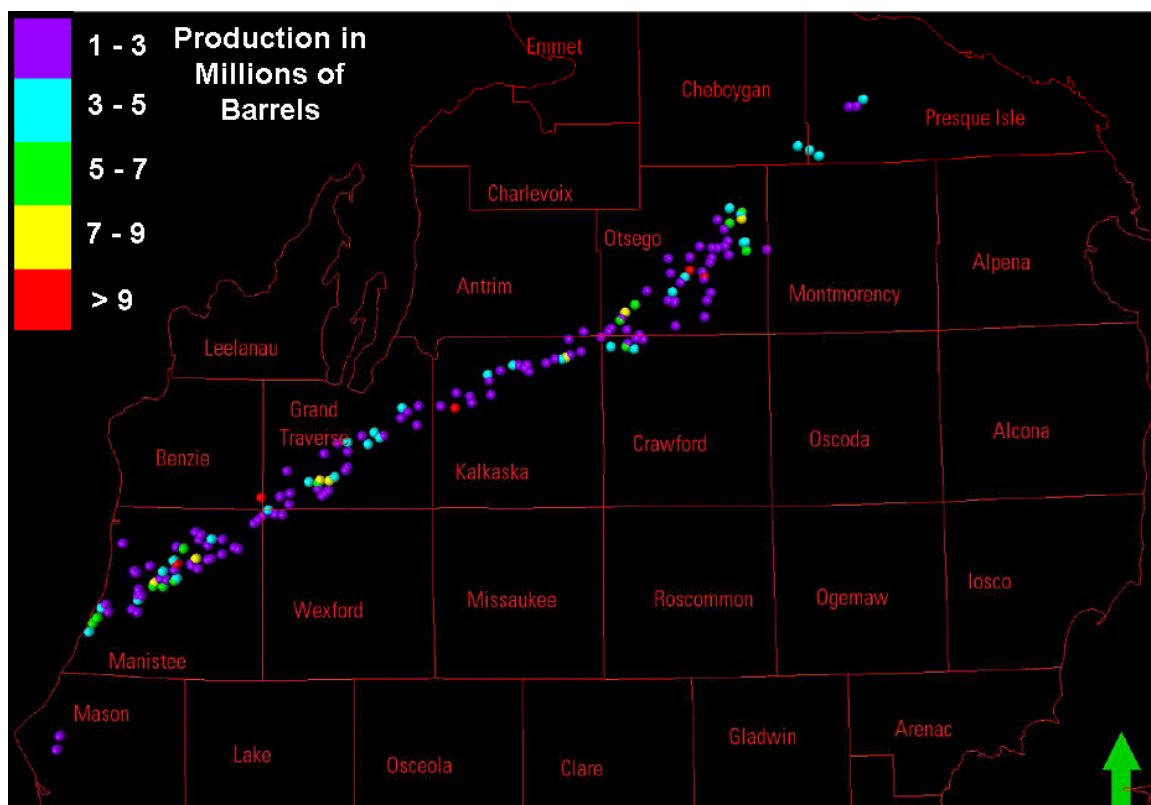 Production in
Millions of
Barrels
1 - 3
3 - 5
5 - 7
7 - 9
> 9
Emmet
Cheboygan
Presque Isle
Charlevoix
Otsego
Antrim
Montmorency
Alpena
Leelanau
Grand
Traverse
Benzie
Kalkaska
Crawford
Oscoda
Alcona
Manistee
Wexford
Missaukee
Roscommon
Ogemaw
Iosco
Mason
Lake
Osceola
Clare
Gladwin
Arenac